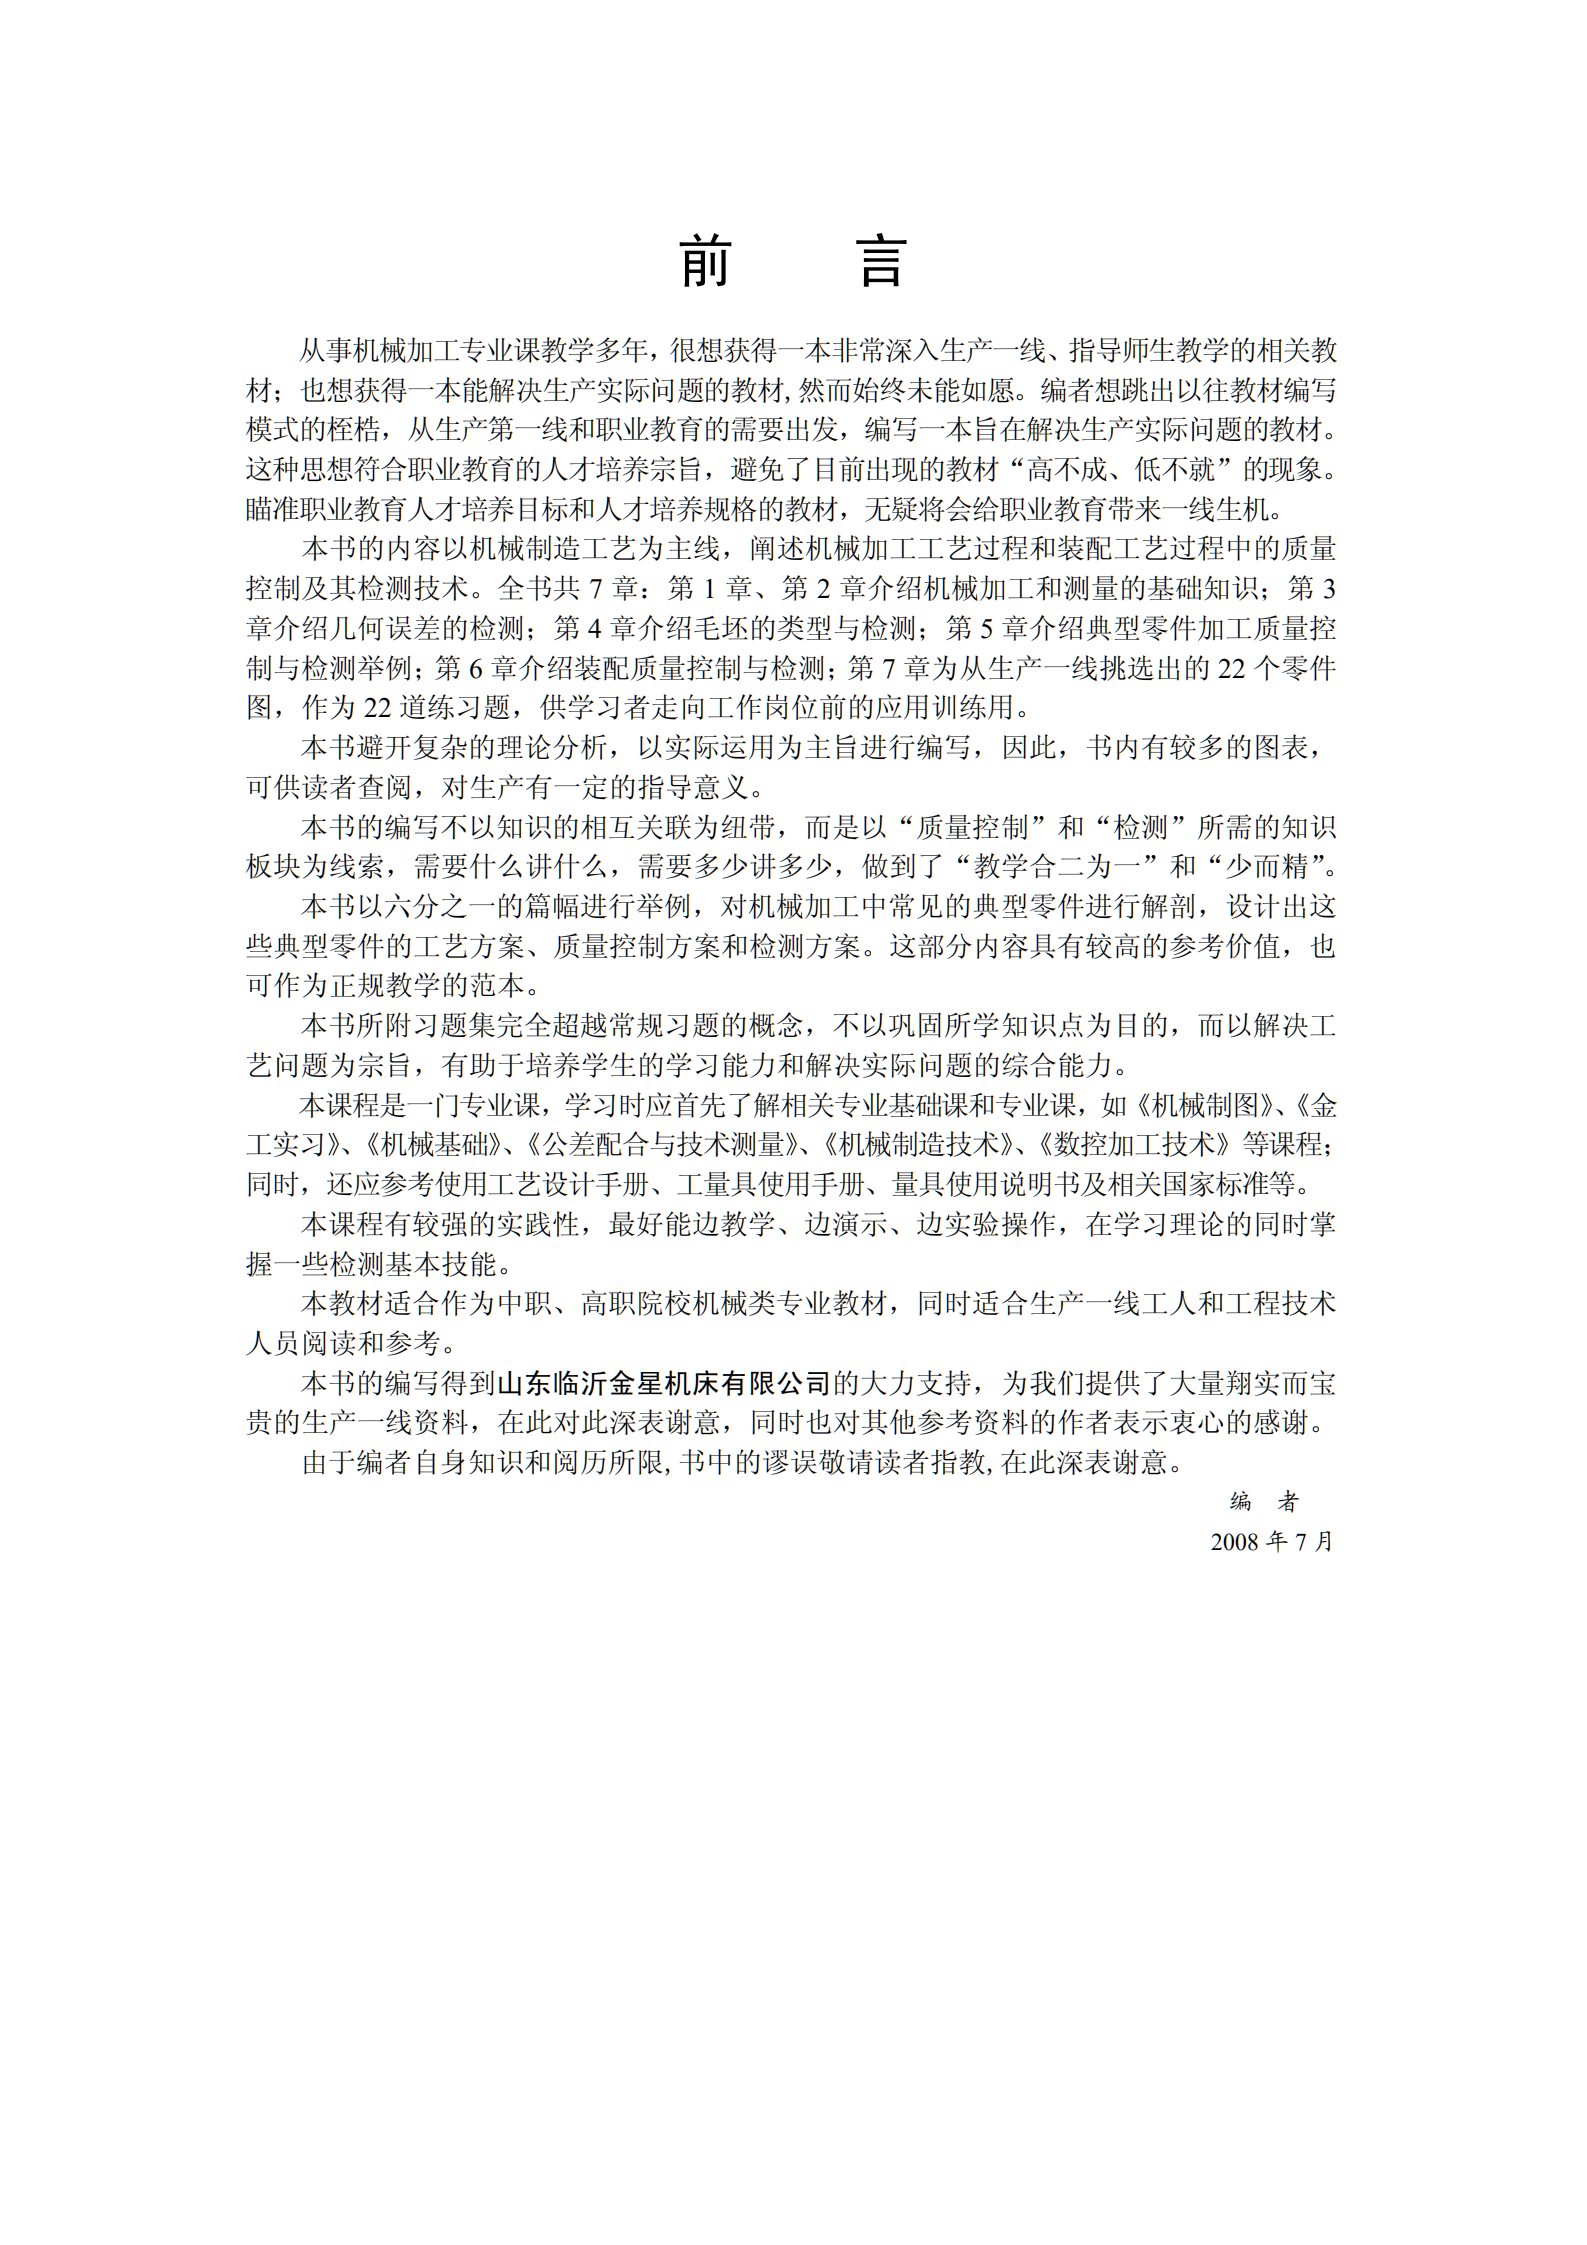 前　　言
从事机械加工专业课教学多年，很想获得一本非常深入生产一线、指导师生教学的相关教
材；也想获得一本能解决生产实际问题的教材,然而始终未能如愿。编者想跳出以往教材编写
模式的桎梏，从生产第一线和职业教育的需要出发，编写一本旨在解决生产实际问题的教材。
这种思想符合职业教育的人才培养宗旨，避免了目前出现的教材“高不成、低不就”的现象。
瞄准职业教育人才培养目标和人才培养规格的教材，无疑将会给职业教育带来一线生机。
本书的内容以机械制造工艺为主线，阐述机械加工工艺过程和装配工艺过程中的质量
控制及其检测技术。全书共 7 章：第 1 章、第 2 章介绍机械加工和测量的基础知识；第 3
章介绍几何误差的检测；第 4 章介绍毛坯的类型与检测；第 5 章介绍典型零件加工质量控
制与检测举例；第 6 章介绍装配质量控制与检测；第 7 章为从生产一线挑选出的 22 个零件
图，作为 22 道练习题，供学习者走向工作岗位前的应用训练用。
本书避开复杂的理论分析，以实际运用为主旨进行编写，因此，书内有较多的图表，
可供读者查阅，对生产有一定的指导意义。
本书的编写不以知识的相互关联为纽带，而是以“质量控制”和“检测”所需的知识
板块为线索，需要什么讲什么，需要多少讲多少，做到了“教学合二为一”和“少而精”。
本书以六分之一的篇幅进行举例，对机械加工中常见的典型零件进行解剖，设计出这
些典型零件的工艺方案、质量控制方案和检测方案。这部分内容具有较高的参考价值，也
可作为正规教学的范本。
本书所附习题集完全超越常规习题的概念，不以巩固所学知识点为目的，而以解决工
艺问题为宗旨，有助于培养学生的学习能力和解决实际问题的综合能力。
本课程是一门专业课，学习时应首先了解相关专业基础课和专业课，如《机械制图》、《金
工实习》、《机械基础》、《公差配合与技术测量》、《机械制造技术》、《数控加工技术》等课程；
同时，还应参考使用工艺设计手册、工量具使用手册、量具使用说明书及相关国家标准等。
本课程有较强的实践性，最好能边教学、边演示、边实验操作，在学习理论的同时掌
握一些检测基本技能。
本教材适合作为中职、高职院校机械类专业教材，同时适合生产一线工人和工程技术
人员阅读和参考。
本书的编写得到山东临沂金星机床有限公司的大力支持，为我们提供了大量翔实而宝
贵的生产一线资料，在此对此深表谢意，同时也对其他参考资料的作者表示衷心的感谢。
由于编者自身知识和阅历所限,书中的谬误敬请读者指教,在此深表谢意。
编　者
2008 年 7 月